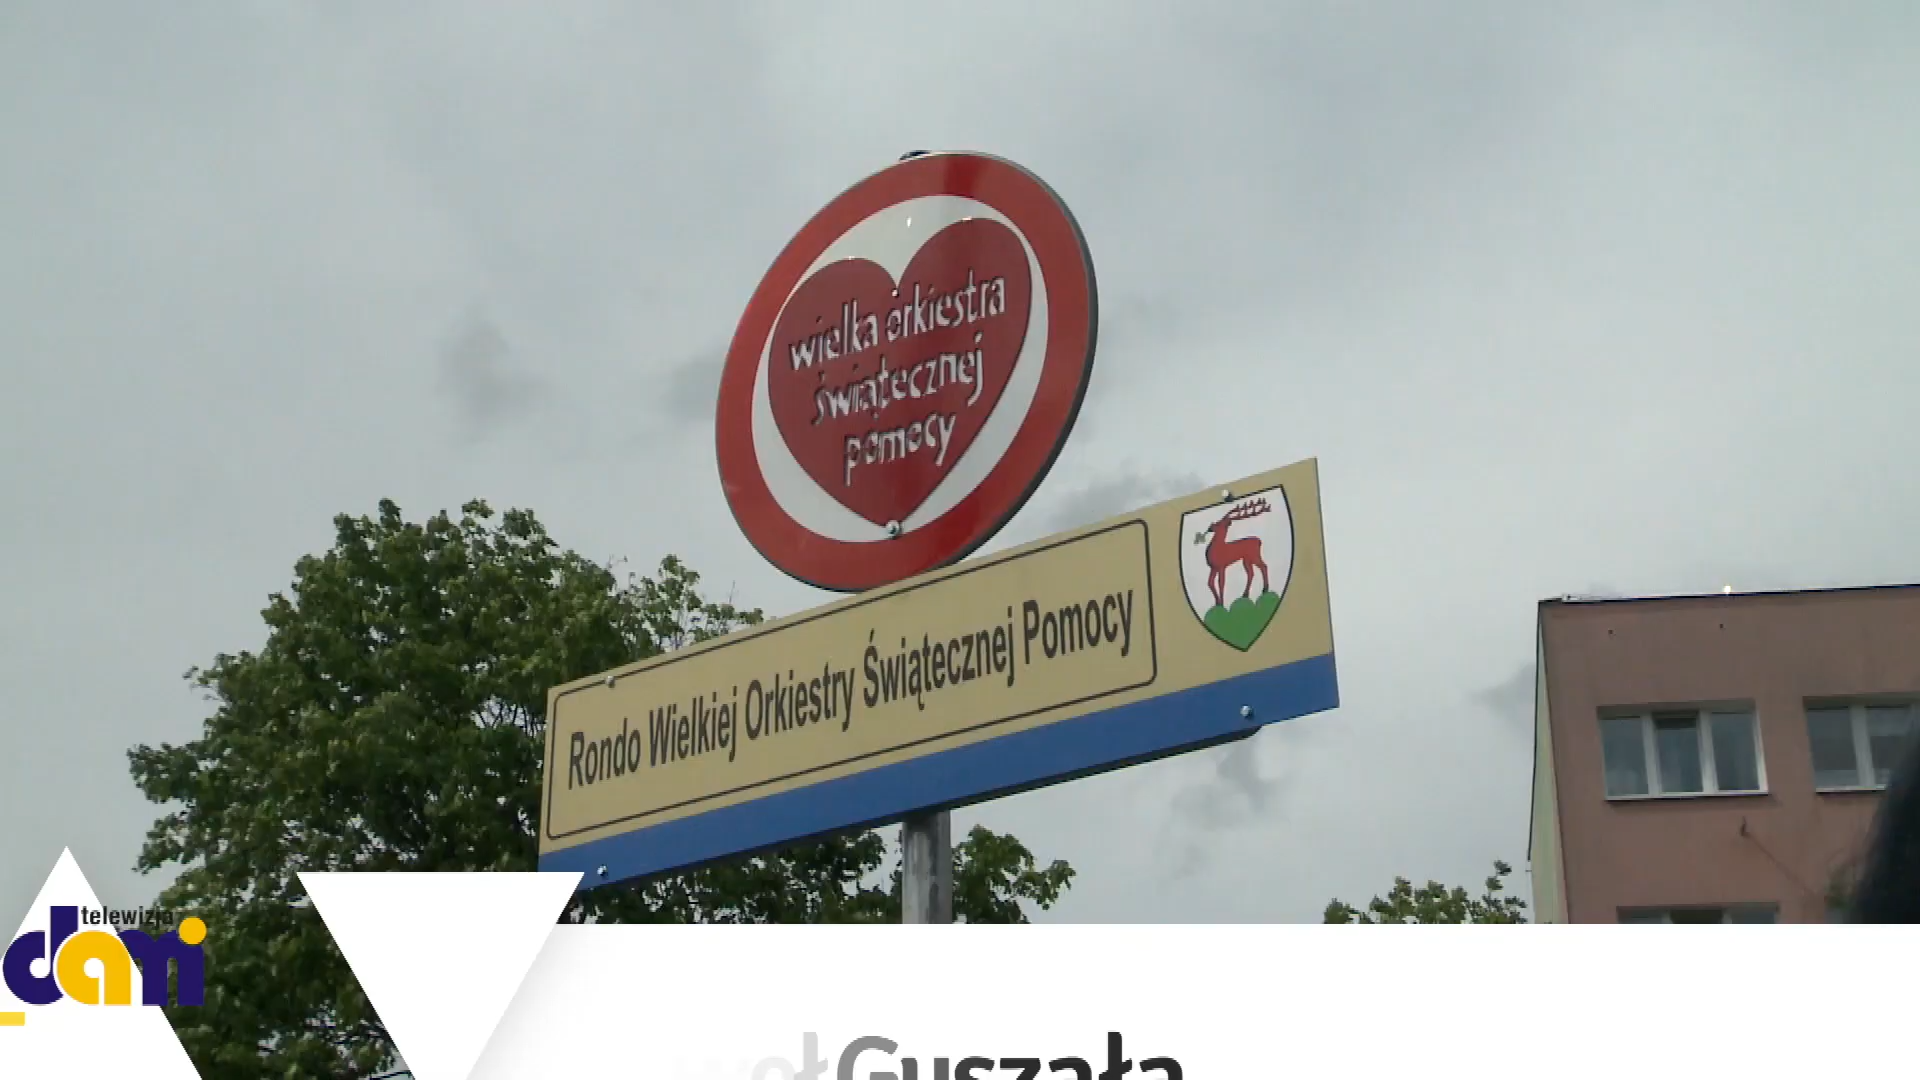 wielka orkiestra
świątecznej
pomocy
Rondo Wielkiej Orkiestry Świątecznej Pomocy
telewizja
dami
Guszała